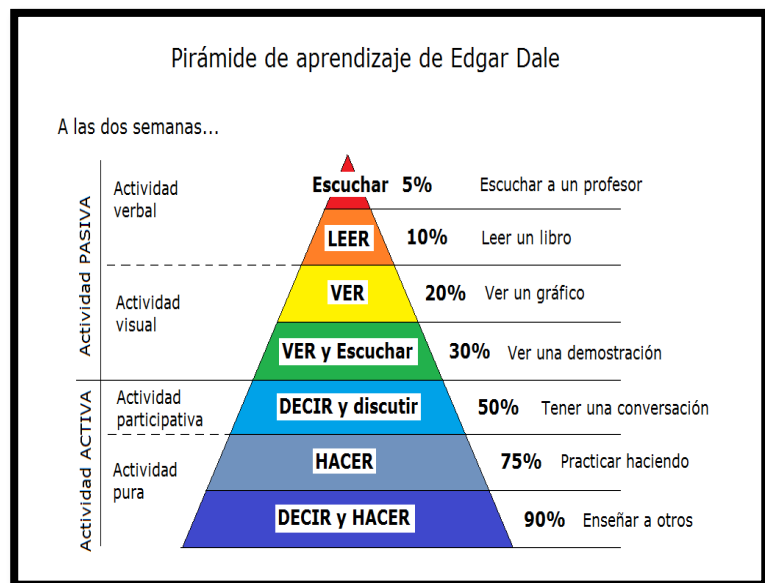 Pirámide de aprendizaje de Edgar Dale
A las dos semanas...
Actividad PASIVA
Actividad
verbal
Escuchar 5% Escuchar a un profesor
LEER 10% Leer un libro
Actividad
visual
VER 20% Ver un gráfico
VER y Escuchar 30% Ver una demostración
Actividad ACTIVA
Actividad
participativa
DECIR y discutir 50% Tener una conversación
Actividad
pura
HACER 75% Practicar haciendo
DECIR y HACER 90% Enseñar a otros